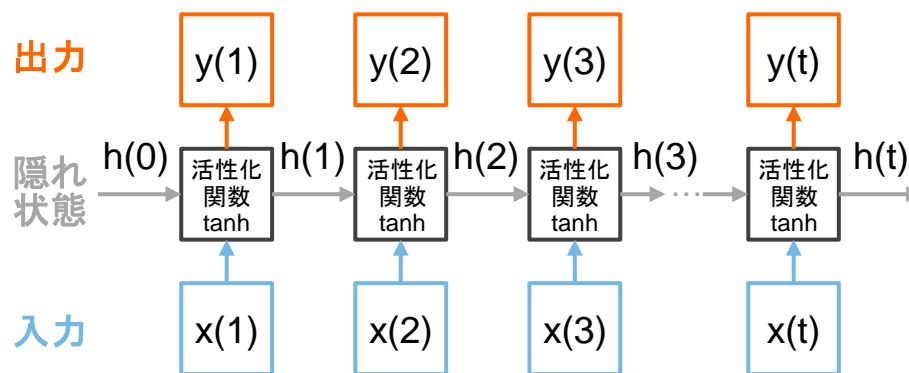 出力
y(1)
y(2)
y(3)
y(t)
隠れ
状態
h(0)
活性化
関数
tanh
h(1)
活性化
関数
tanh
h(2)
活性化
関数
tanh
h(3)
…
活性化
関数
tanh
h(t)
入力
x(1)
x(2)
x(3)
x(t)